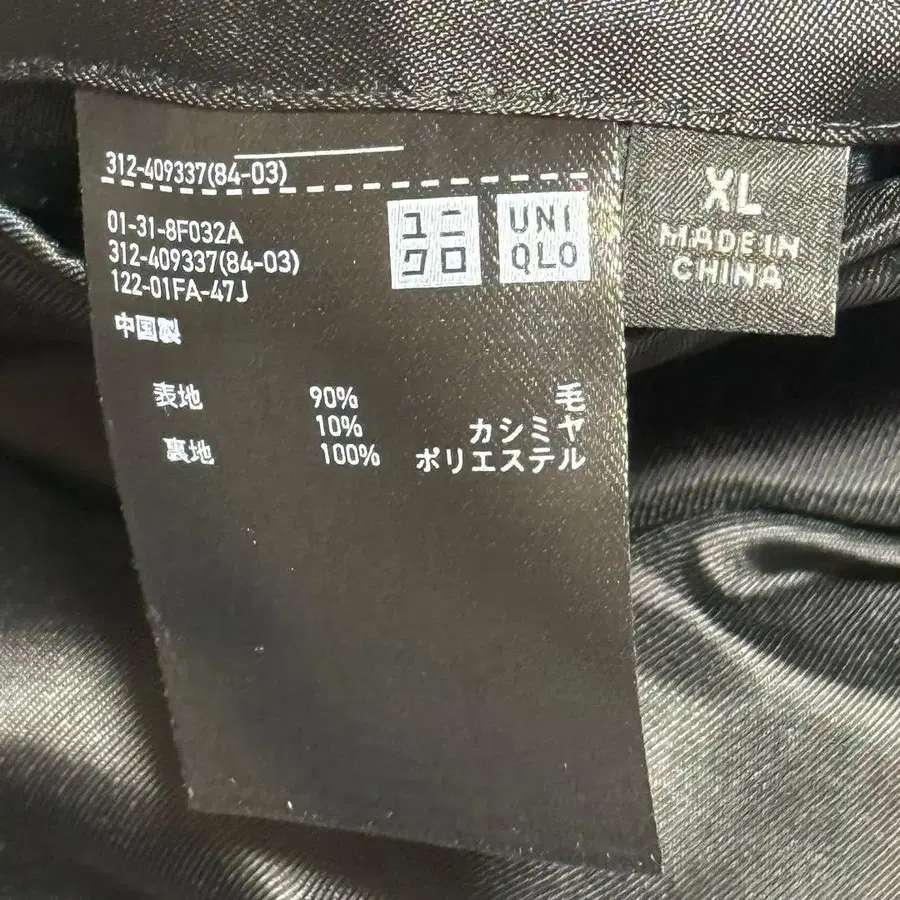 312-409337(84-03)
01-31-8F032A
312-409337(84-03)
122-01FA-47J
中国製
ユニ
クロ
UNI
QLO
XL
MADE IN
CHINA
表地 90% 毛
10% カシミヤ
裏地 100% ポリエステル